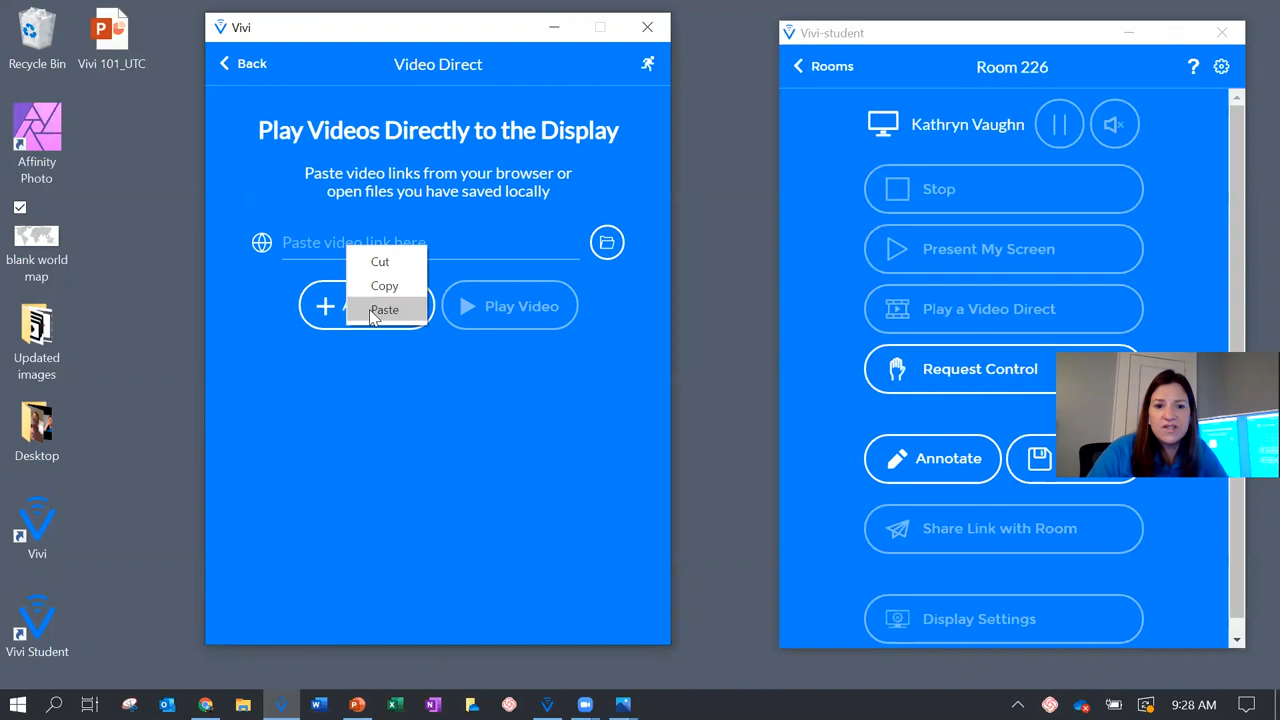 Recycle Bin
Vivi 101_UTC
Affinity
Photo
blank world
map
Updated
images
Desktop
Vivi
Vivi Student
Vivi
Back
Video Direct
Play Videos Directly to the Display
Paste video links from your browser or
open files you have saved locally
Paste video link here
Cut
Copy
Paste
Play Video
Vivi-student
Rooms
Room 226
?
Kathryn Vaughn
Stop
Present My Screen
Play a Video Direct
Request Control
Annotate
Share Link with Room
Display Settings
9:28 AM